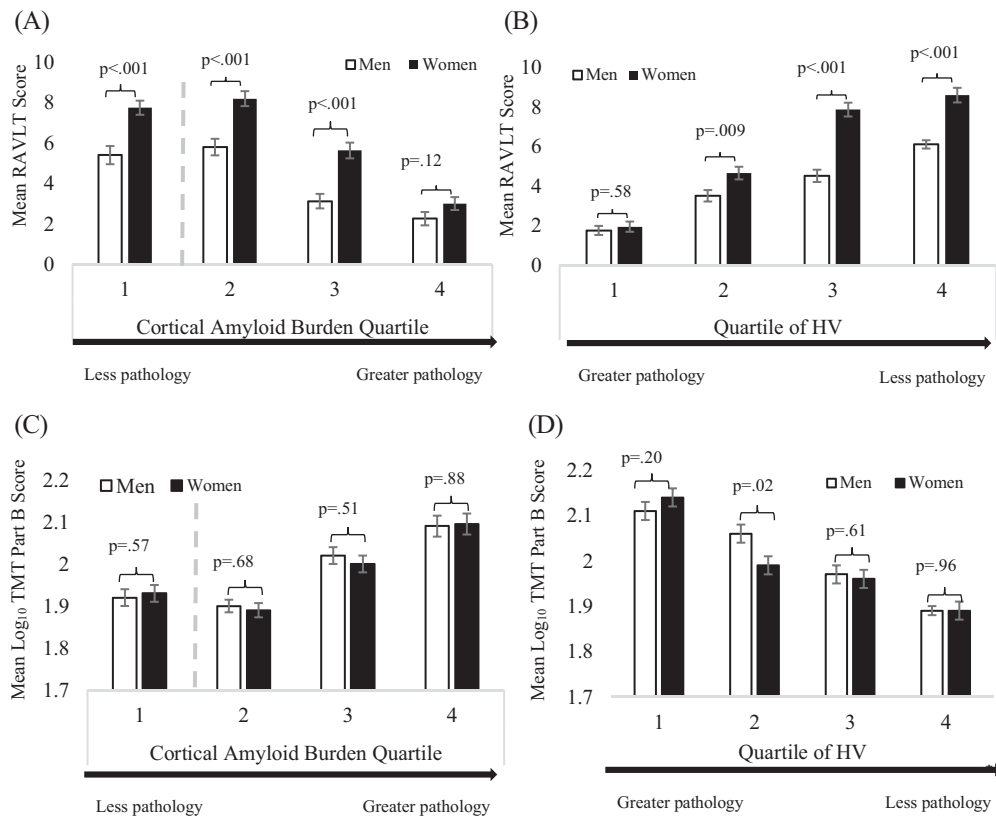 (A)
Mean RAVLT Score
10
8
6
4
2
0
Men Women
p<.001
p<.001
p<.001
p=.12
1 2 3 4
Cortical Amyloid Burden Quartile
Less pathology Greater pathology
(B)
Mean RAVLT Score
10
8
6
4
2
0
Men Women
p=.58
p=.009
p<.001
p<.001
1 2 3 4
Quartile of HV
Greater pathology Less pathology
(C)
Mean Log10 TMT Part B Score
2.2
2.1
2
1.9
1.8
1.7
Men Women
p=.57
p=.68
p=.51
p=.88
1 2 3 4
Cortical Amyloid Burden Quartile
Less pathology Greater pathology
(D)
Mean Log10 TMT Part B Score
2.2
2.1
2
1.9
1.8
1.7
Men Women
p=.20
p=.02
p=.61
p=.96
1 2 3 4
Quartile of HV
Greater pathology Less pathology